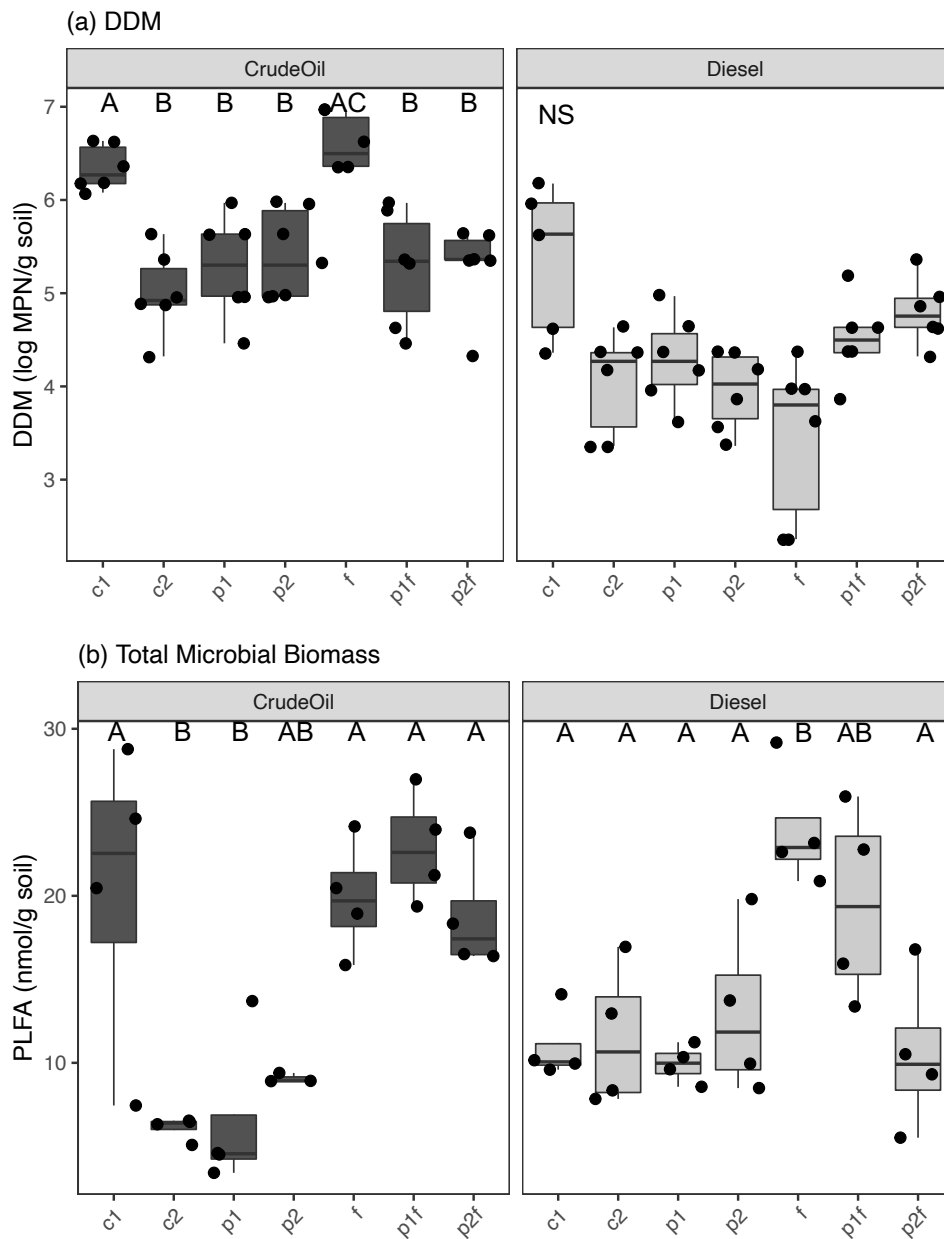 (a) DDM
CrudeOil
Diesel
A B B B AC B B
NS
7
6
5
4
3
DDM (log MPN/g soil)
c1 c2 p1 p2 f p1f p2f
c1 c2 p1 p2 f p1f p2f
(b) Total Microbial Biomass
CrudeOil
Diesel
A B B AB A A A
A A A A B AB A
30
20
10
PLFA (nmol/g soil)
c1 c2 p1 p2 f p1f p2f
c1 c2 p1 p2 f p1f p2f